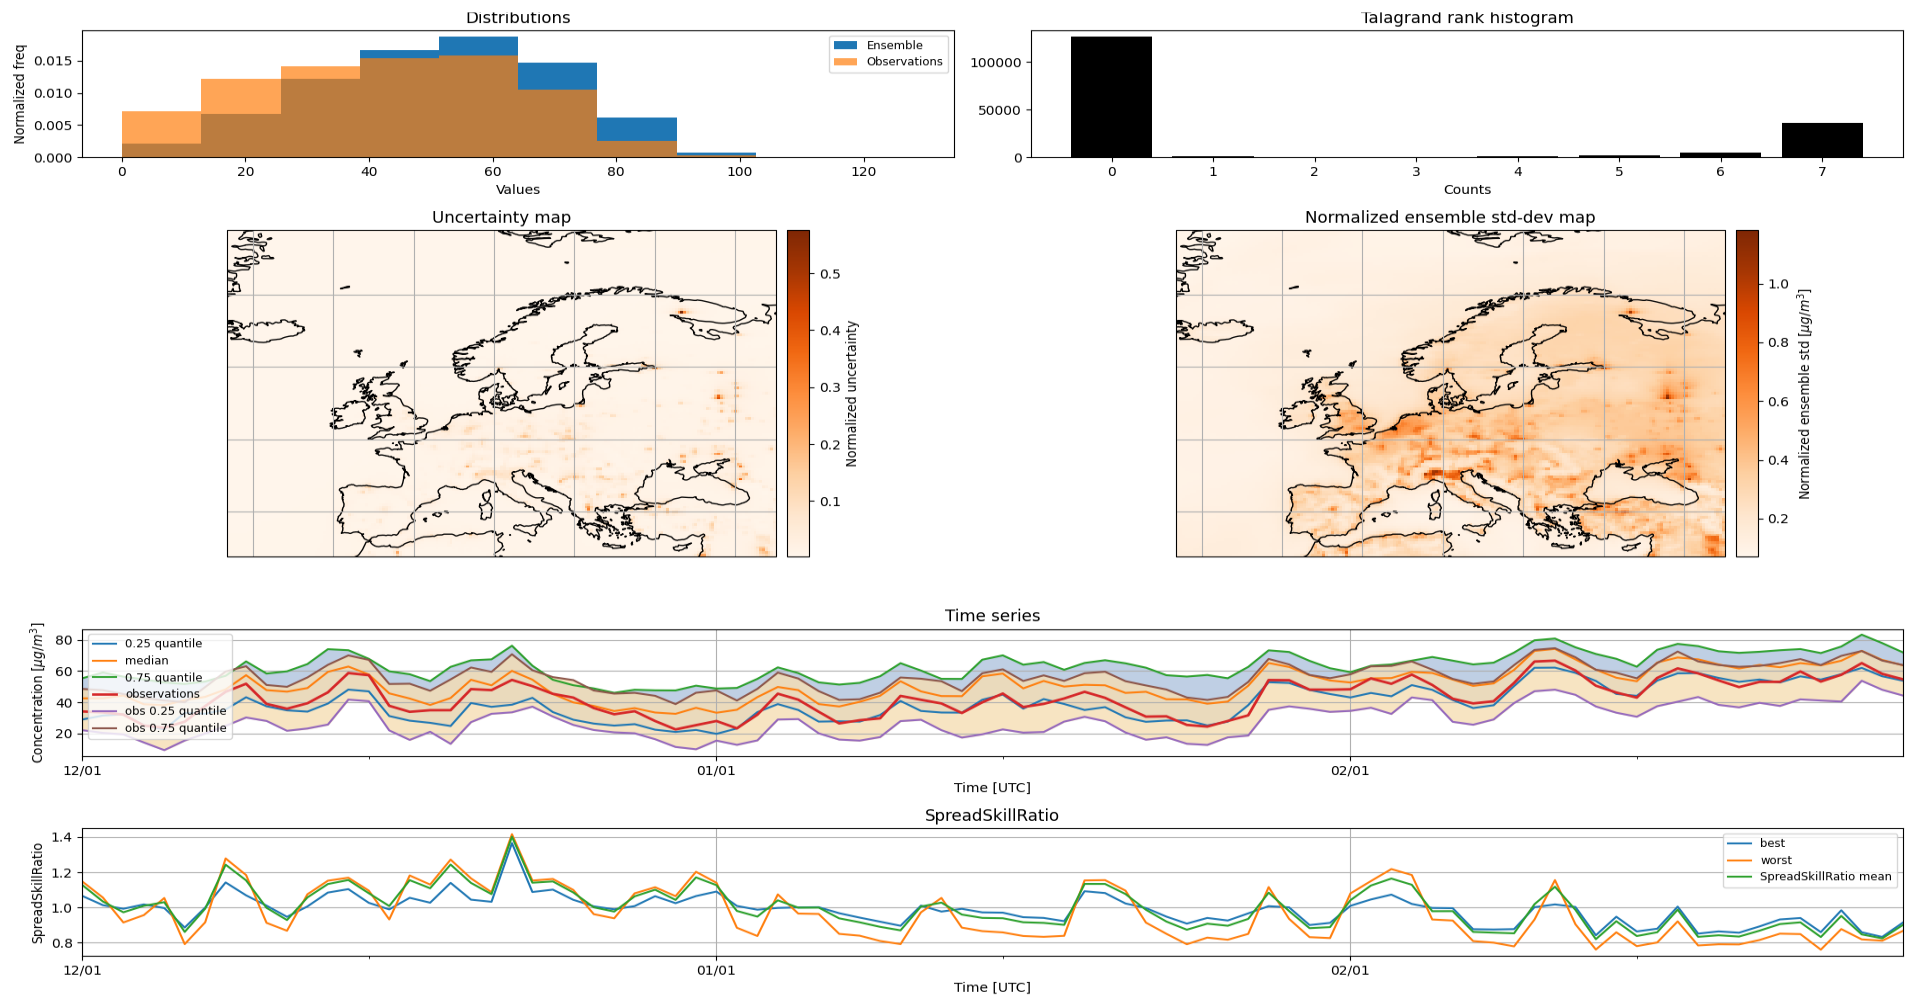 Distributions
Normalized freq
0.015
0.010
0.005
0.000
Ensemble
Observations
0 20 40 60 80 100 120
Values
Talagrand rank histogram
100000
50000
0
0 1 2 3 4 5 6 7
Counts
Uncertainty map
0.5
0.4
0.3
0.2
0.1
Normalized uncertainty
Normalized ensemble std-dev map
1.0
0.8
0.6
0.4
0.2
Normalized ensemble std [μg/m³]
Time series
Concentration [μg/m³]
80
60
40
20
0.25 quantile
median
0.75 quantile
observations
obs 0.25 quantile
obs 0.75 quantile
12/01 01/01 02/01
Time [UTC]
SpreadSkillRatio
SpreadSkillRatio
1.4
1.2
1.0
0.8
best
worst
SpreadSkillRatio mean
12/01 01/01 02/01
Time [UTC]